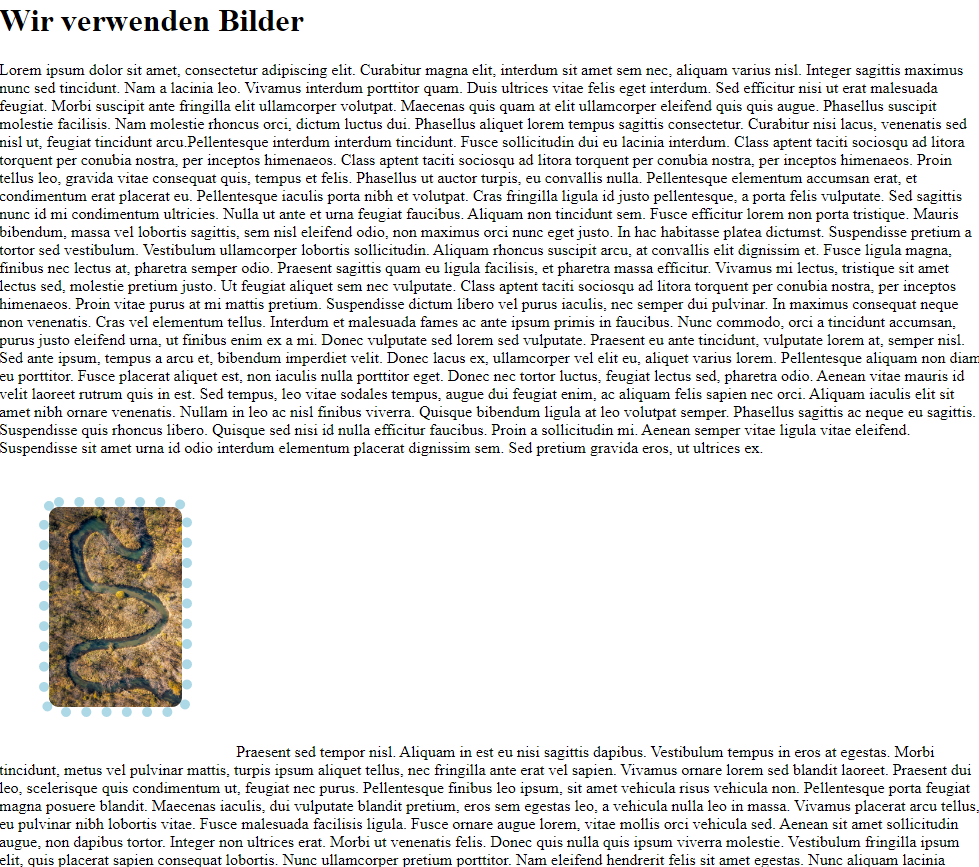 Wir verwenden Bilder
Lorem ipsum dolor sit amet, consectetur adipiscing elit. Curabitur magna elit, interdum sit amet sem nec, aliquam varius nisl. Integer sagittis maximus
nunc sed tincidunt. Nam a lacinia leo. Vivamus interdum porttitor quam. Duis ultrices vitae felis eget interdum. Sed efficitur nisi ut erat malesuada
feugiat. Morbi suscipit ante fringilla elit ullamcorper volutpat. Maecenas quis quam at elit ullamcorper eleifend quis quis augue. Phasellus suscipit
molestie facilisis. Nam molestie rhoncus orci, dictum luctus dui. Phasellus aliquet lorem tempus sagittis consectetur. Curabitur nisi lacus, venenatis sed
nisl ut, feugiat tincidunt arcu.Pellentesque interdum interdum tincidunt. Fusce sollicitudin dui eu lacinia interdum. Class aptent taciti sociosqu ad litora
torquent per conubia nostra, per inceptos himenaeos. Class aptent taciti sociosqu ad litora torquent per conubia nostra, per inceptos himenaeos. Proin
tellus leo, gravida vitae consequat quis, tempus et felis. Phasellus ut auctor turpis, eu convallis nulla. Pellentesque elementum accumsan erat, et
condimentum erat placerat eu. Pellentesque iaculis porta nibh et volutpat. Cras fringilla ligula id justo pellentesque, a porta felis vulputate. Sed sagittis
nunc id mi condimentum ultricies. Nulla ut ante et urna feugiat faucibus. Aliquam non tincidunt sem. Fusce efficitur lorem non porta tristique. Mauris
bibendum, massa vel lobortis sagittis, sem nisl eleifend odio, non maximus orci nunc eget justo. In hac habitasse platea dictumst. Suspendisse pretium a
tortor sed vestibulum. Vestibulum ullamcorper lobortis sollicitudin. Aliquam rhoncus suscipit arcu, at convallis elit dignissim et. Fusce ligula magna,
finibus nec lectus at, pharetra semper odio. Praesent sagittis quam eu ligula facilisis, et pharetra massa efficitur. Vivamus mi lectus, tristique sit amet
lectus sed, molestie pretium justo. Ut feugiat aliquet sem nec vulputate. Class aptent taciti sociosqu ad litora torquent per conubia nostra, per inceptos
himenaeos. Proin vitae purus at mi mattis pretium. Suspendisse dictum libero vel purus iaculis, nec semper dui pulvinar. In maximus consequat neque
non venenatis. Cras vel elementum tellus. Interdum et malesuada fames ac ante ipsum primis in faucibus. Nunc commodo, orci a tincidunt accumsan,
purus justo eleifend urna, ut finibus enim ex a mi. Donec vulputate sed lorem sed vulputate. Praesent eu ante tincidunt, vulputate lorem at, semper nisl.
Sed ante ipsum, tempus a arcu et, bibendum imperdiet velit. Donec lacus ex, ullamcorper vel elit eu, aliquet varius lorem. Pellentesque aliquam non diam
eu porttitor. Fusce placerat aliquet est, non iaculis nulla porttitor eget. Donec nec tortor luctus, feugiat lectus sed, pharetra odio. Aenean vitae mauris id
velit laoreet rutrum quis in est. Sed tempus, leo vitae sodales tempus, augue dui feugiat enim, ac aliquam felis sapien nec orci. Aliquam iaculis elit sit
amet nibh ornare venenatis. Nullam in leo ac nisl finibus viverra. Quisque bibendum ligula at leo volutpat semper. Phasellus sagittis ac neque eu sagittis.
Suspendisse quis rhoncus libero. Quisque sed nisi id nulla efficitur faucibus. Proin a sollicitudin mi. Aenean semper vitae ligula vitae eleifend.
Suspendisse sit amet urna id odio interdum elementum placerat dignissim sem. Sed pretium gravida eros, ut ultrices ex.
Praesent sed tempor nisl. Aliquam in est eu nisi sagittis dapibus. Vestibulum tempus in eros at egestas. Morbi
tincidunt, metus vel pulvinar mattis, turpis ipsum aliquet tellus, nec fringilla ante erat vel sapien. Vivamus ornare lorem sed blandit laoreet. Praesent dui
leo, scelerisque quis condimentum ut, feugiat nec purus. Pellentesque finibus leo ipsum, sit amet vehicula risus vehicula non. Pellentesque porta feugiat
magna posuere blandit. Maecenas iaculis, dui vulputate blandit pretium, eros sem egestas leo, a vehicula nulla leo in massa. Vivamus placerat arcu tellus,
eu pulvinar nibh lobortis vitae. Fusce malesuada facilisis ligula. Fusce ornare augue lorem, vitae mollis orci vehicula sed. Aenean sit amet sollicitudin
augue, non dapibus tortor. Integer non ultrices erat. Morbi ut venenatis felis. Donec quis nulla quis ipsum viverra molestie. Vestibulum fringilla ipsum
elit, quis placerat sapien consequat lobortis. Nunc ullamcorper pretium porttitor. Nam eleifend hendrerit felis sit amet egestas. Nunc aliquam lacinia